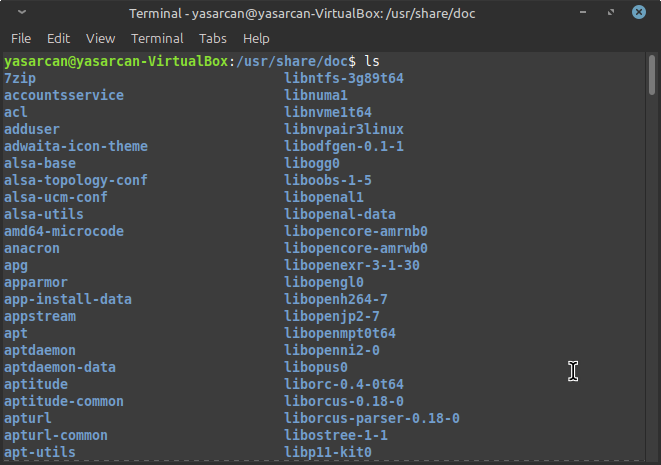 Terminal - yasarcan@yasarcan-VirtualBox: /usr/share/doc
File Edit View Terminal Tabs Help
yasarcan@yasarcan-VirtualBox:/usr/share/doc$ ls
7zip libntfs-3g89t64
accountsservice libnuma1
acl libnvme1t64
adduser libnvpair3linux
adwaita-icon-theme libodfgen-0.1-1
alsa-base libogg0
alsa-topology-conf liboobs-1-5
alsa-ucm-conf libopenal1
alsa-utils libopenal-data
amd64-microcode libopencore-amrnb0
anacron libopencore-amrwb0
apg libopenexr-3-1-30
apparmor libopengl0
app-install-data libopenh264-7
appstream libopenjp2-7
apt libopenmpt0t64
aptdaemon libopenni2-0
aptdaemon-data libopus0
aptitude liborc-0.4-0t64
aptitude-common liborcus-0.18-0
apturl liborcus-parser-0.18-0
apturl-common libostree-1-1
apt-utils libp11-kit0